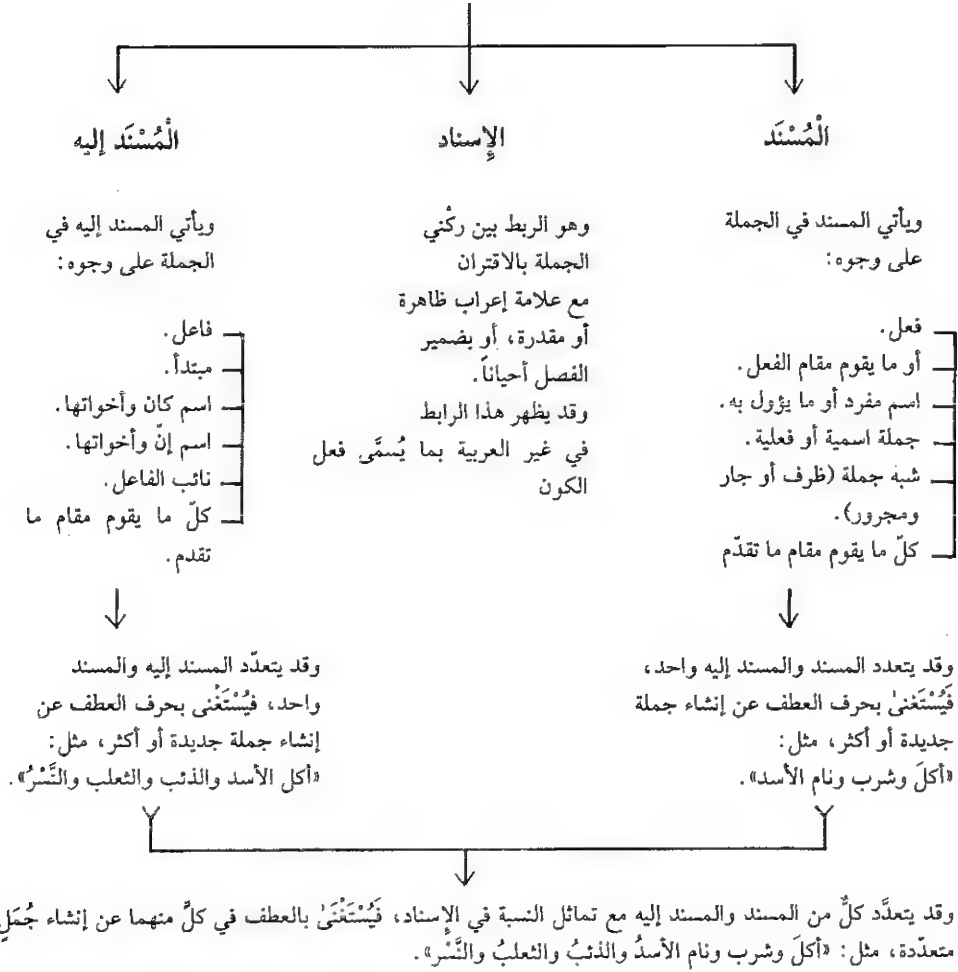 الْمُسْنَد
الإِسناد
الْمُسْنَد إليه
ويأتي المسند في الجملة
على وجوه:
فعل.
أو ما يقوم مقام الفعل.
اسم مفرد أو ما يؤول به.
جملة اسمية أو فعلية.
شبه جملة (ظرف أو جار
ومجرور).
كلّ ما يقوم مقام ما تقدّم
وهو الربط بين ركْني
الجملة بالاقتران
مع علامة إعراب ظاهرة
أو مقدرة، أو بضمير
الفصل أحياناً.
وقد يظهر هذا الرابط
في غير العربية بما يُسمَّى فعل
الكون
ويأتي المسند إليه في
الجملة على وجوه:
فاعل.
مبتدأ.
اسم كان وأخواتها.
اسم إنّ وأخواتها.
نائب الفاعل.
كلّ ما يقوم مقام ما
تقدم.
وقد يتعدد المسند والمسند إليه واحد،
فَيُسْتَغنىٰ بحرف العطف عن إنشاء جملة
جديدة أو أكثر، مثل:
«أكلَ وشرب ونام الأسد».
وقد يتعدّد المسند إليه والمسند
واحد، فَيُسْتَغْنى بحرف العطف عن
إنشاء جملة جديدة أو أكثر، مثل:
«أكل الأسد والذئب والثعلب والنَّسْرُ».
وقد يتعدَّد كلٌّ من المسند والمسند إليه مع تماثل النسبة في الإِسناد، فَيُسْتَغْنَىٰ بالعطف في كلٍّ منهما عن إنشاء جُمَلٍ
متعدّدة، مثل: «أكلَ وشرب ونام الأسدُ والذئبُ والثعلبُ والنَّسْر».